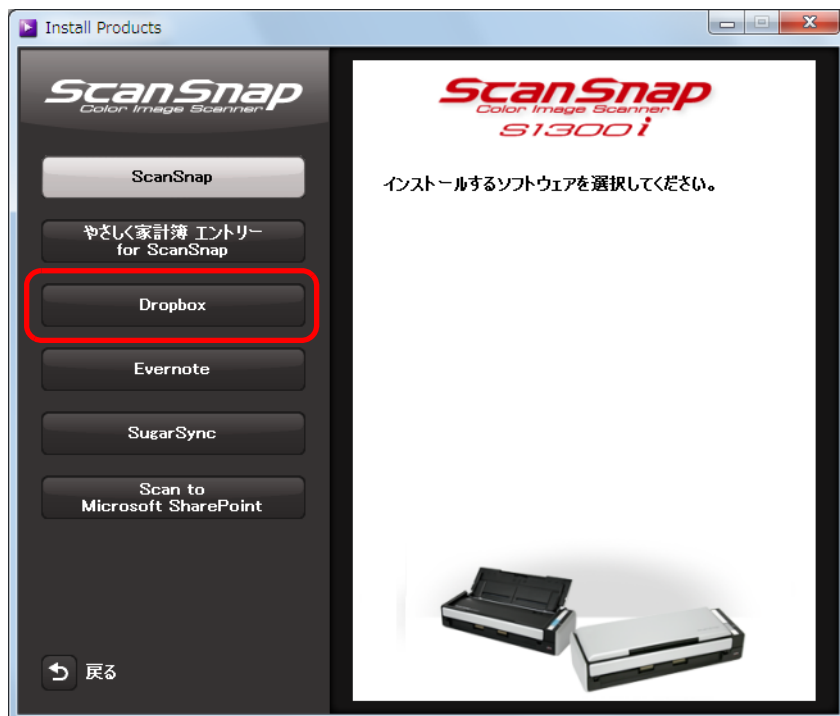 Install Products
ScanSnap
Color Image Scanner
ScanSnap
やさしく家計簿 エントリー
for ScanSnap
Dropbox
Evernote
SugarSync
Scan to
Microsoft SharePoint
戻る
ScanSnap
Color Image Scanner
S1300i
インストールするソフトウェアを選択してください。